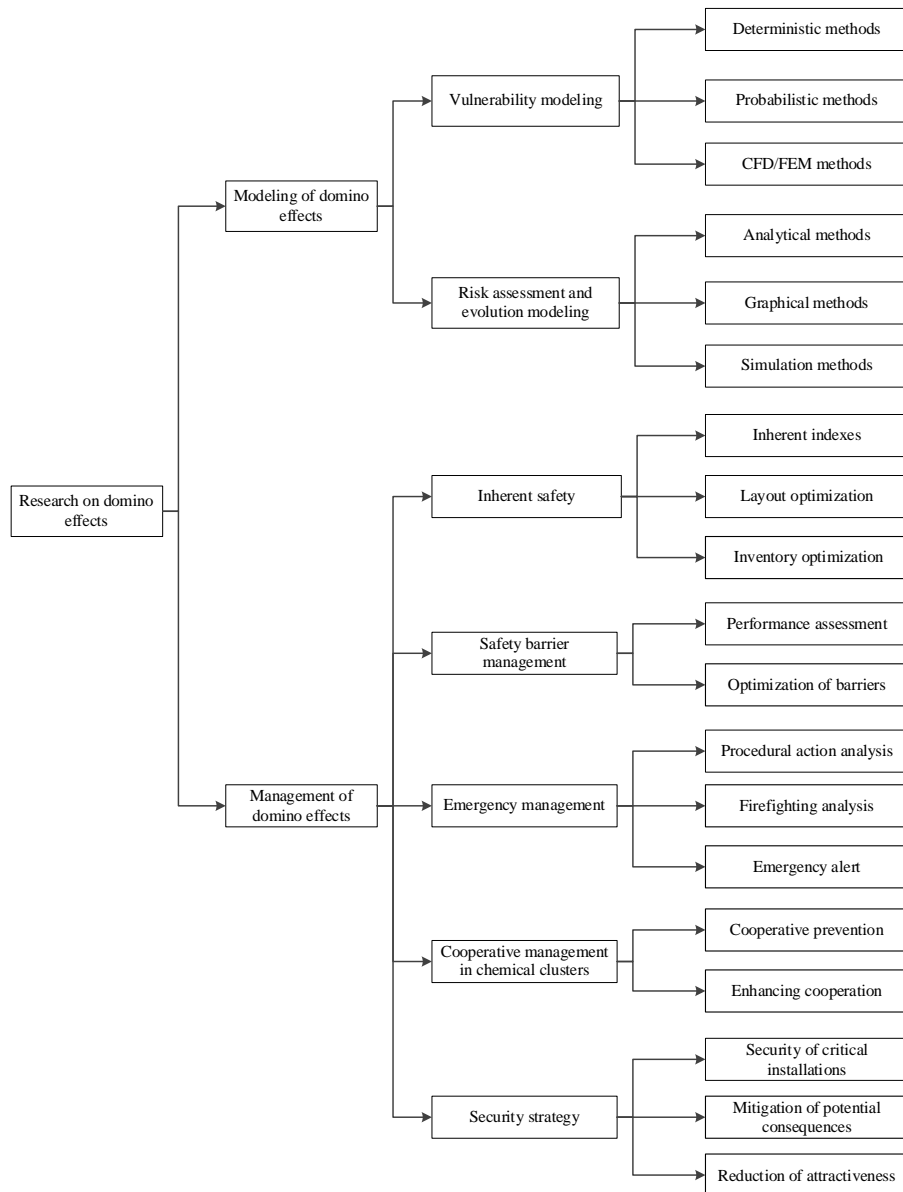 Research on domino
effects
Modeling of domino
effects
Vulnerability modeling
Deterministic methods
Probabilistic methods
CFD/FEM methods
Risk assessment and
evolution modeling
Analytical methods
Graphical methods
Simulation methods
Management of
domino effects
Inherent safety
Inherent indexes
Layout optimization
Inventory optimization
Safety barrier
management
Performance assessment
Optimization of barriers
Emergency management
Procedural action analysis
Firefighting analysis
Emergency alert
Cooperative management
in chemical clusters
Cooperative prevention
Enhancing cooperation
Security strategy
Security of critical
installations
Mitigation of potential
consequences
Reduction of attractiveness